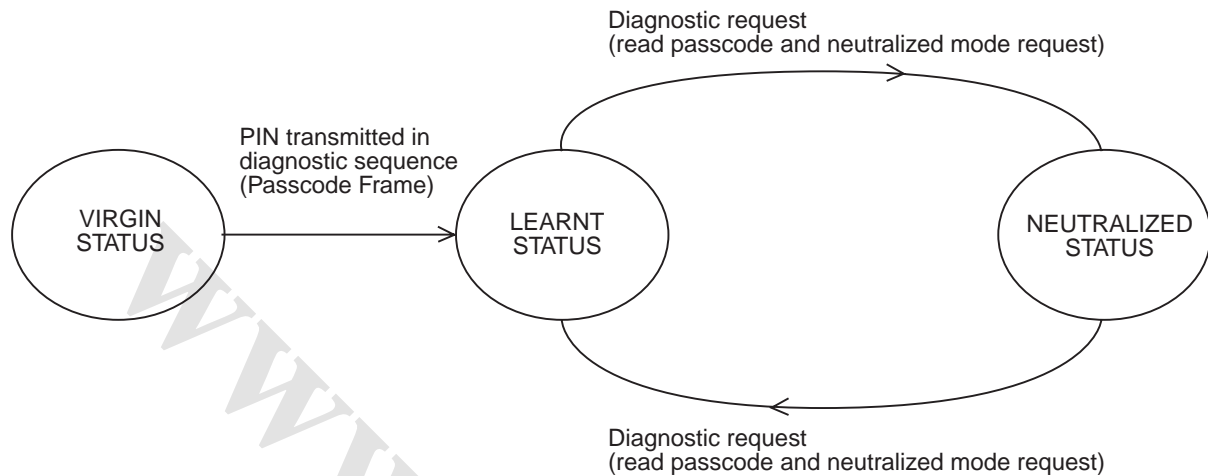 Diagnostic request
(read passcode and neutralized mode request)
PIN transmitted in
diagnostic sequence
(Passcode Frame)
VIRGIN
STATUS
LEARNT
STATUS
NEUTRALIZED
STATUS
Diagnostic request
(read passcode and neutralized mode request)
WWW